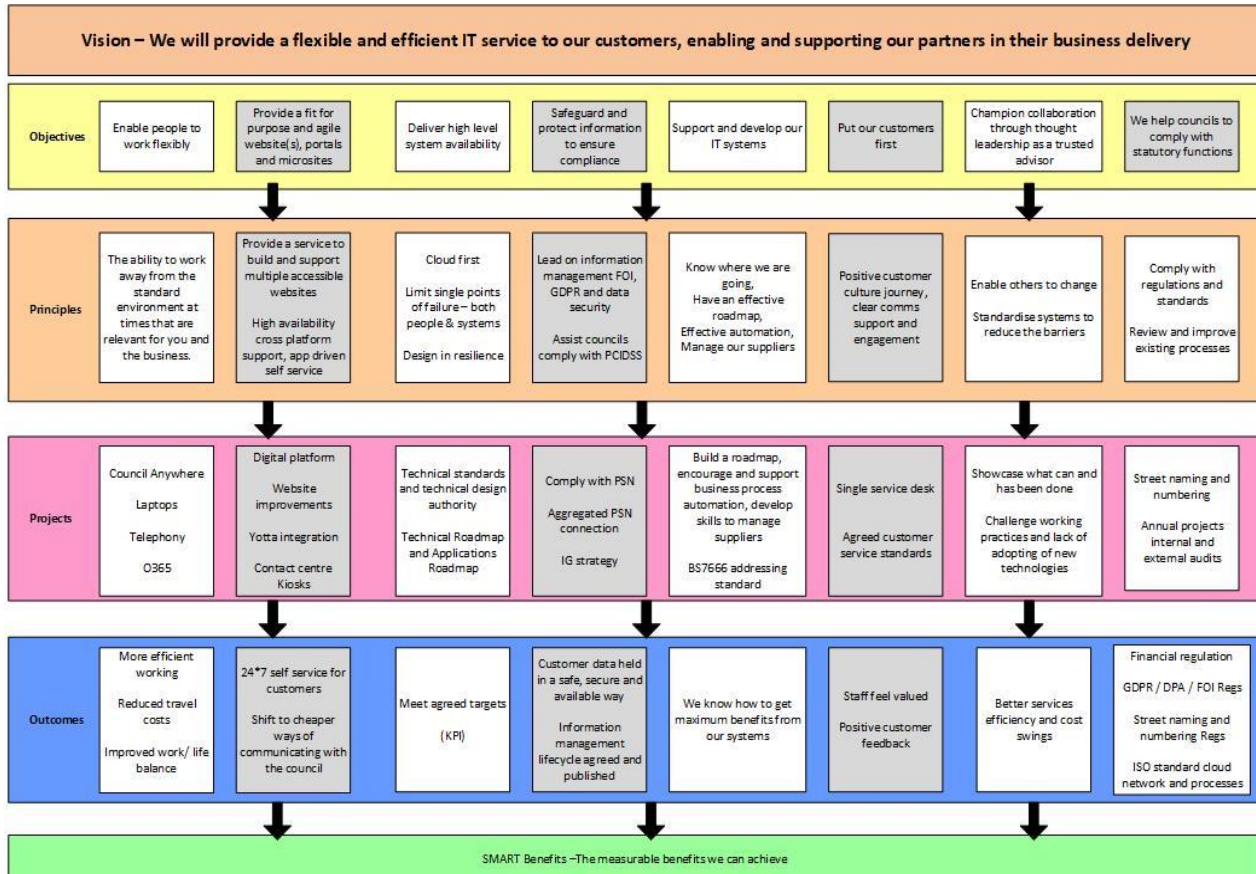 Vision – We will provide a flexible and efficient IT service to our customers, enabling and supporting our partners in their business delivery
Objectives
Enable people to
work flexibly
Provide a fit for
purpose and agile
website(s), portals
and microsites
Deliver high level
system availability
Safeguard and
protect information
to ensure
compliance
Support and develop our
IT systems
Put our customers
first
Champion collaboration
through thought
leadership as a trusted
advisor
We help councils to
comply with
statutory functions
Principles
The ability to work
away from the
standard
environment at
times that are
relevant for you and
the business.
Provide a service to
build and support
multiple accessible
websites
High availability
cross platform
support, app driven
self service
Cloud first
Limit single points
of failure – both
people & systems
Design in resilience
Lead on information
management FOI,
GDPR and data
security
Assist councils
comply with PCIDSS
Know where we are
going,
Have an effective
roadmap,
Effective automation,
Manage our suppliers
Positive customer
culture journey,
clear comms
support and
engagement
Enable others to change
Standardise systems to
reduce the barriers
Comply with
regulations and
standards
Review and improve
existing processes
Projects
Council Anywhere
Laptops
Telephony
O365
Digital platform
Website
improvements
Yotta integration
Contact centre
Kiosks
Technical standards
and technical design
authority
Technical Roadmap
and Applications
Roadmap
Comply with PSN
Aggregated PSN
connection
IG strategy
Build a roadmap,
encourage and support
business process
automation, develop
skills to manage
suppliers
BS7666 addressing
standard
Single service desk
Agreed customer
service standards
Showcase what can and
has been done
Challenge working
practices and lack of
adopting of new
technologies
Street naming and
numbering
Annual projects
internal and
external audits
Outcomes
More efficient
working
Reduced travel
costs
Improved work/ life
balance
24*7 self service for
customers
Shift to cheaper
ways of
communicating with
the council
Meet agreed targets
(KPI)
Customer data held
in a safe, secure and
available way
Information
management
lifecycle agreed and
published
We know how to get
maximum benefits from
our systems
Staff feel valued
Positive customer
feedback
Better services
efficiency and cost
swings
Financial regulation
GDPR / DPA / FOI Regs
Street naming and
numbering Regs
ISO standard cloud
network and processes
SMART Benefits –The measurable benefits we can achieve